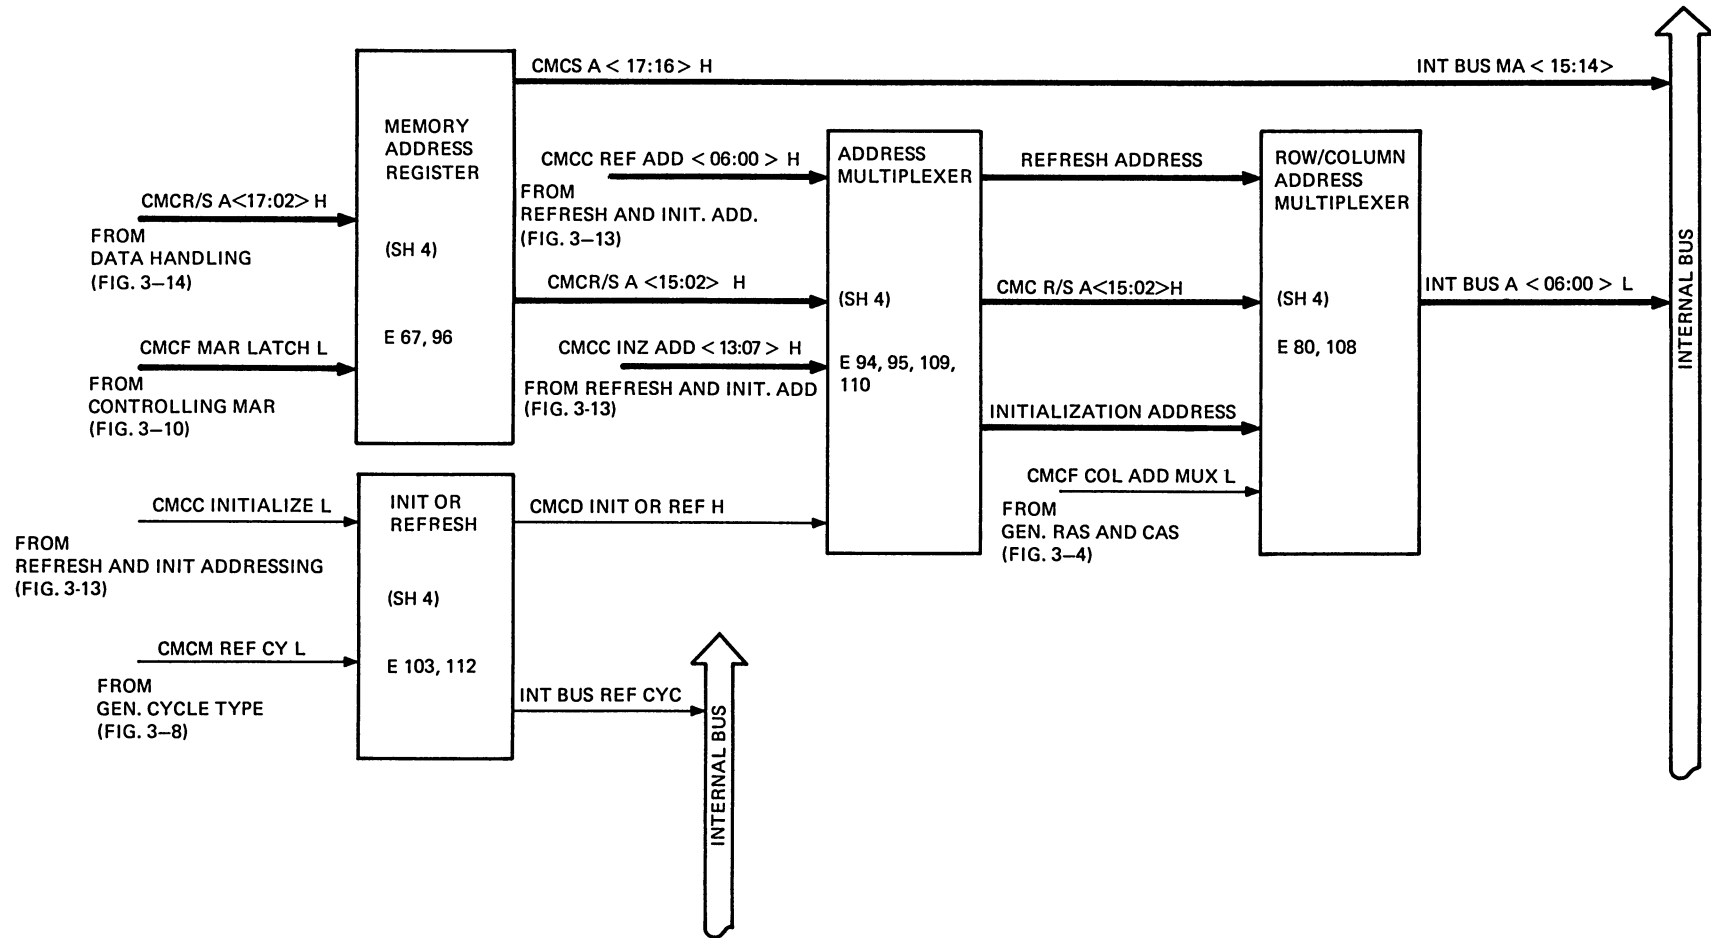 CMCS A < 17:16 > H
INT BUS MA < 15:14 >
MEMORY
ADDRESS
REGISTER
(SH 4)
E 67, 96
CMCR/S A<17:02> H
FROM
DATA HANDLING
(FIG. 3–14)
CMCF MAR LATCH L
FROM
CONTROLLING MAR
(FIG. 3–10)
CMCC REF ADD < 06:00 > H
FROM
REFRESH AND INIT. ADD.
(FIG. 3–13)
CMCR/S A <15:02> H
CMCC INZ ADD < 13:07 > H
FROM REFRESH AND INIT. ADD
(FIG. 3-13)
ADDRESS
MULTIPLEXER
(SH 4)
E 94, 95, 109,
110
REFRESH ADDRESS
CMC R/S A<15:02>H
INITIALIZATION ADDRESS
CMCF COL ADD MUX L
FROM
GEN. RAS AND CAS
(FIG. 3–4)
ROW/COLUMN
ADDRESS
MULTIPLEXER
(SH 4)
E 80, 108
INT BUS A < 06:00 > L
INTERNAL BUS
CMCC INITIALIZE L
FROM
REFRESH AND INIT ADDRESSING
(FIG. 3-13)
CMCM REF CY L
FROM
GEN. CYCLE TYPE
(FIG. 3–8)
INIT OR
REFRESH
(SH 4)
E 103, 112
CMCD INIT OR REF H
INT BUS REF CYC
INTERNAL BUS